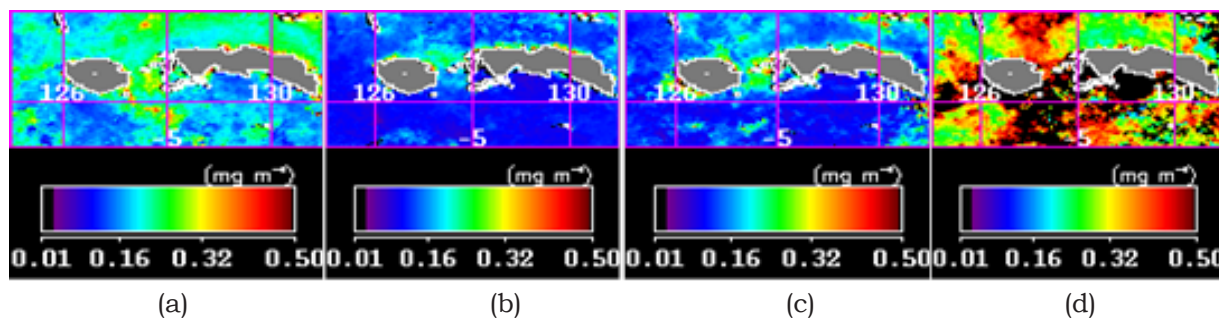 126 130 126 130 126 130 126 130
-5 -5 -5 -5
(mg m⁻³) (mg m⁻³) (mg m⁻³) (mg m⁻³)
0.01 0.16 0.32 0.50 0.01 0.16 0.32 0.50 0.01 0.16 0.32 0.50 0.01 0.16 0.32 0.50
(a) (b) (c) (d)